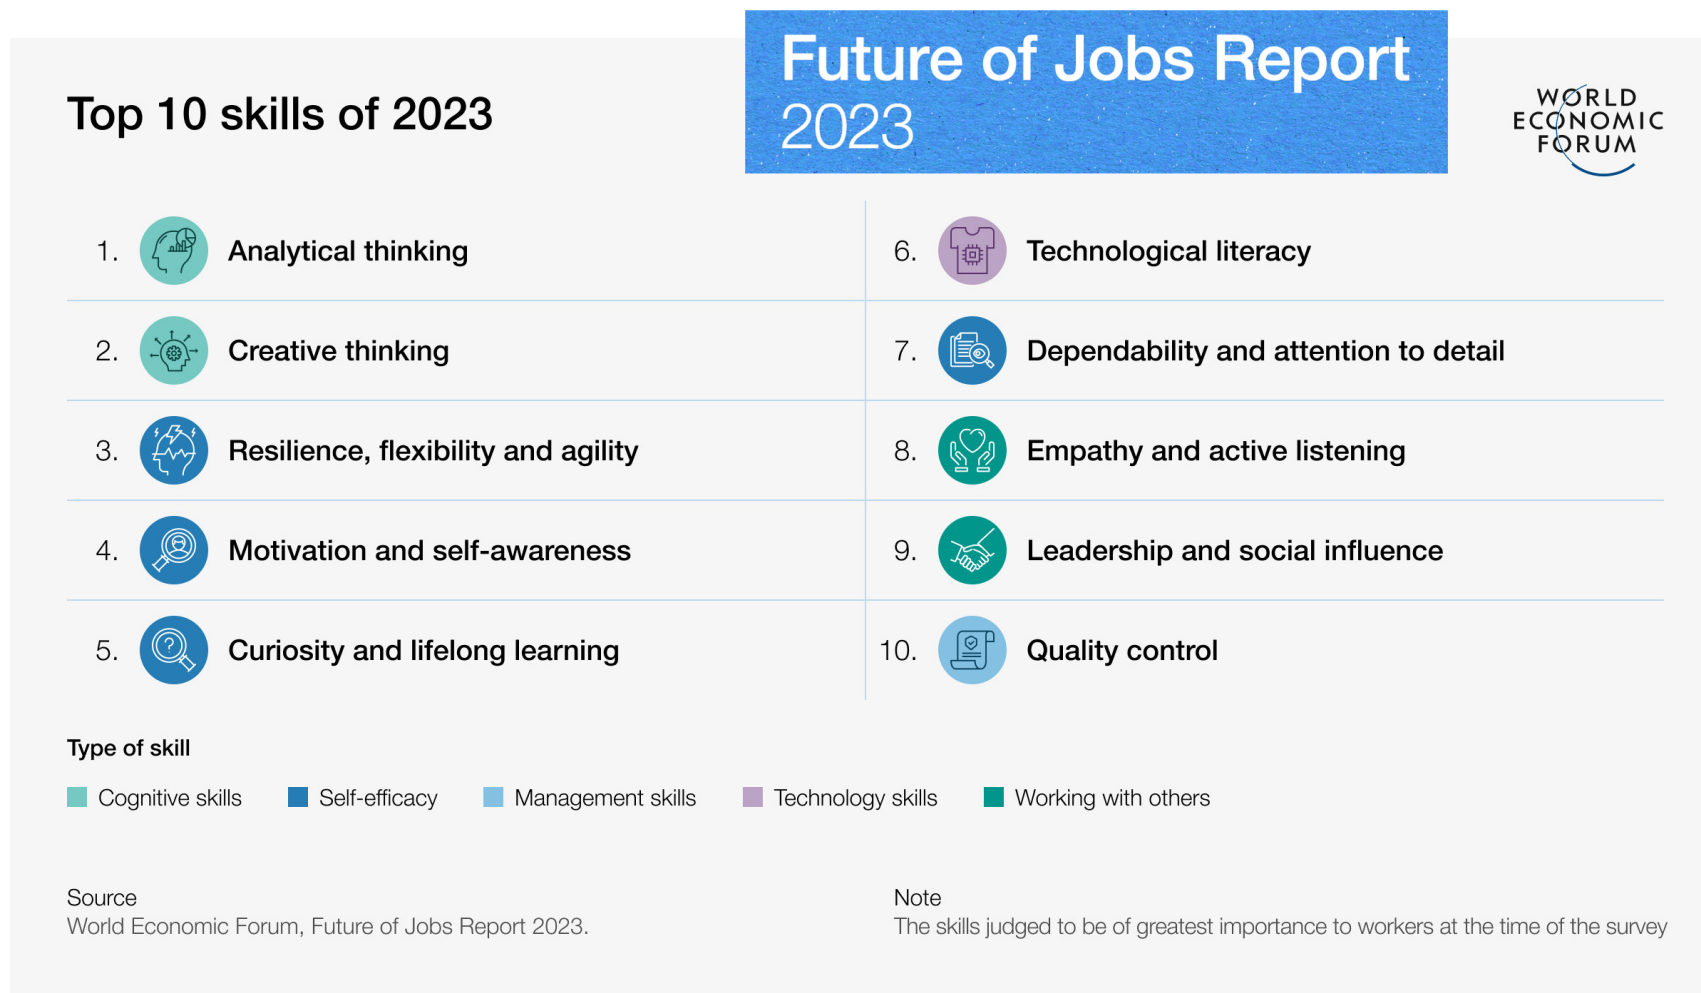 Future of Jobs Report
2023
Top 10 skills of 2023
WORLD
ECONOMIC
FORUM
1. Analytical thinking
2. Creative thinking
3. Resilience, flexibility and agility
4. Motivation and self-awareness
5. Curiosity and lifelong learning
6. Technological literacy
7. Dependability and attention to detail
8. Empathy and active listening
9. Leadership and social influence
10. Quality control
Type of skill
Cognitive skills
Self-efficacy
Management skills
Technology skills
Working with others
Source
World Economic Forum, Future of Jobs Report 2023.
Note
The skills judged to be of greatest importance to workers at the time of the survey